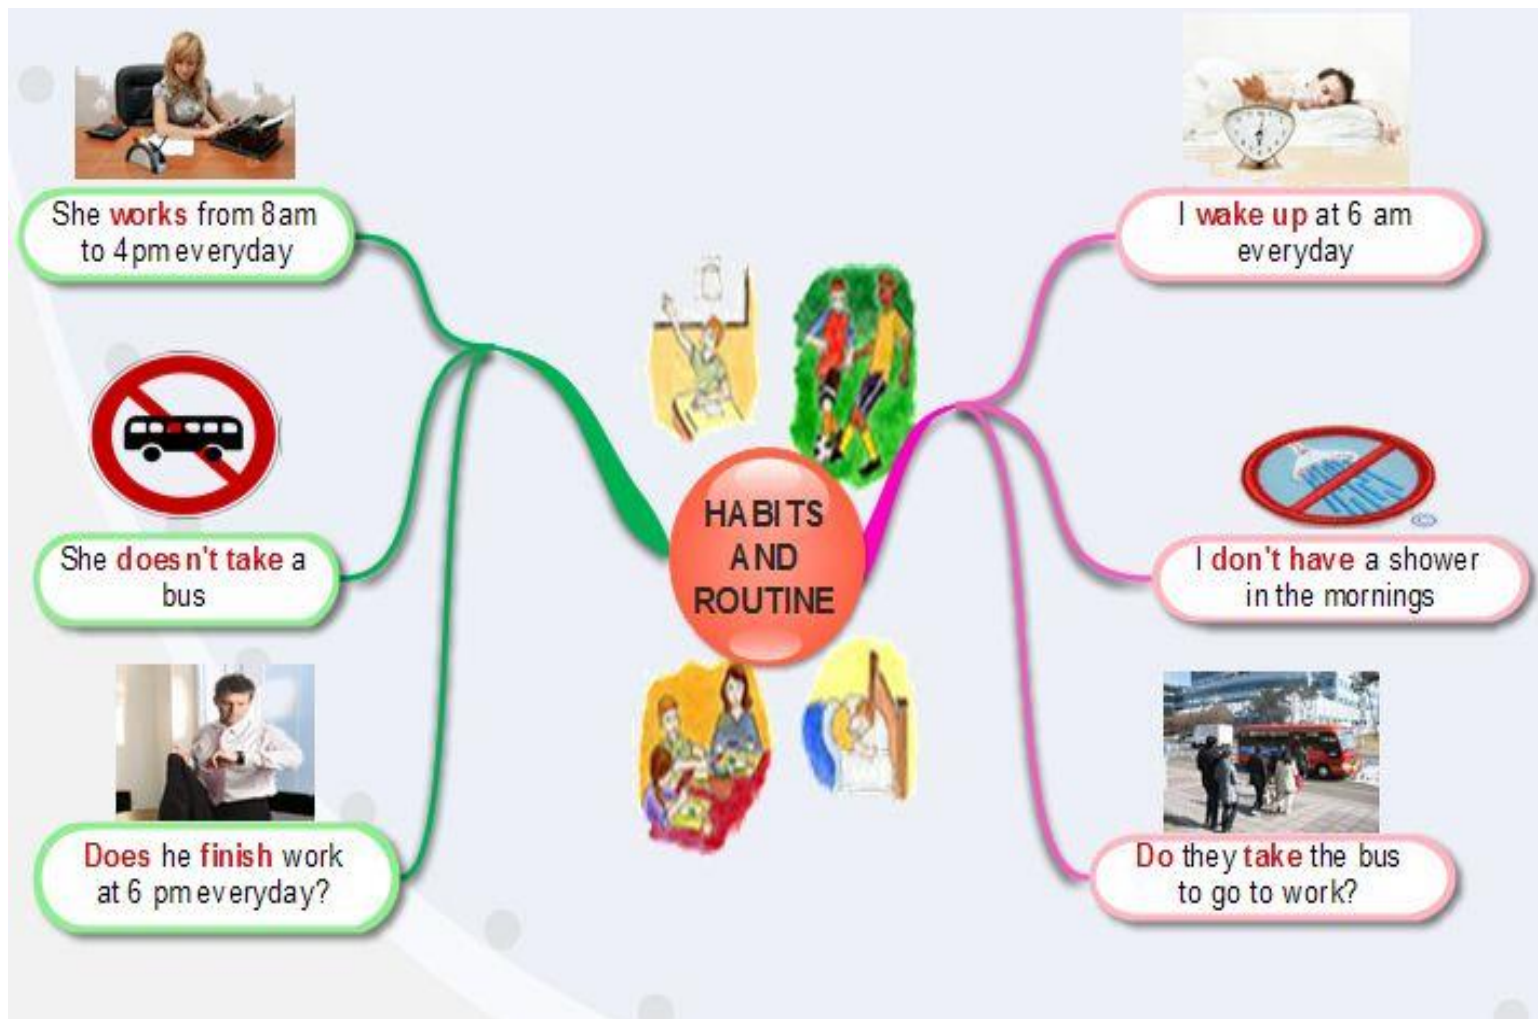 She works from 8am
to 4pm everyday
She doesn't take a
bus
Does he finish work
at 6 pm everyday?
HABITS
AND
ROUTINE
I wake up at 6 am
everyday
I don't have a shower
in the mornings
Do they take the bus
to go to work?